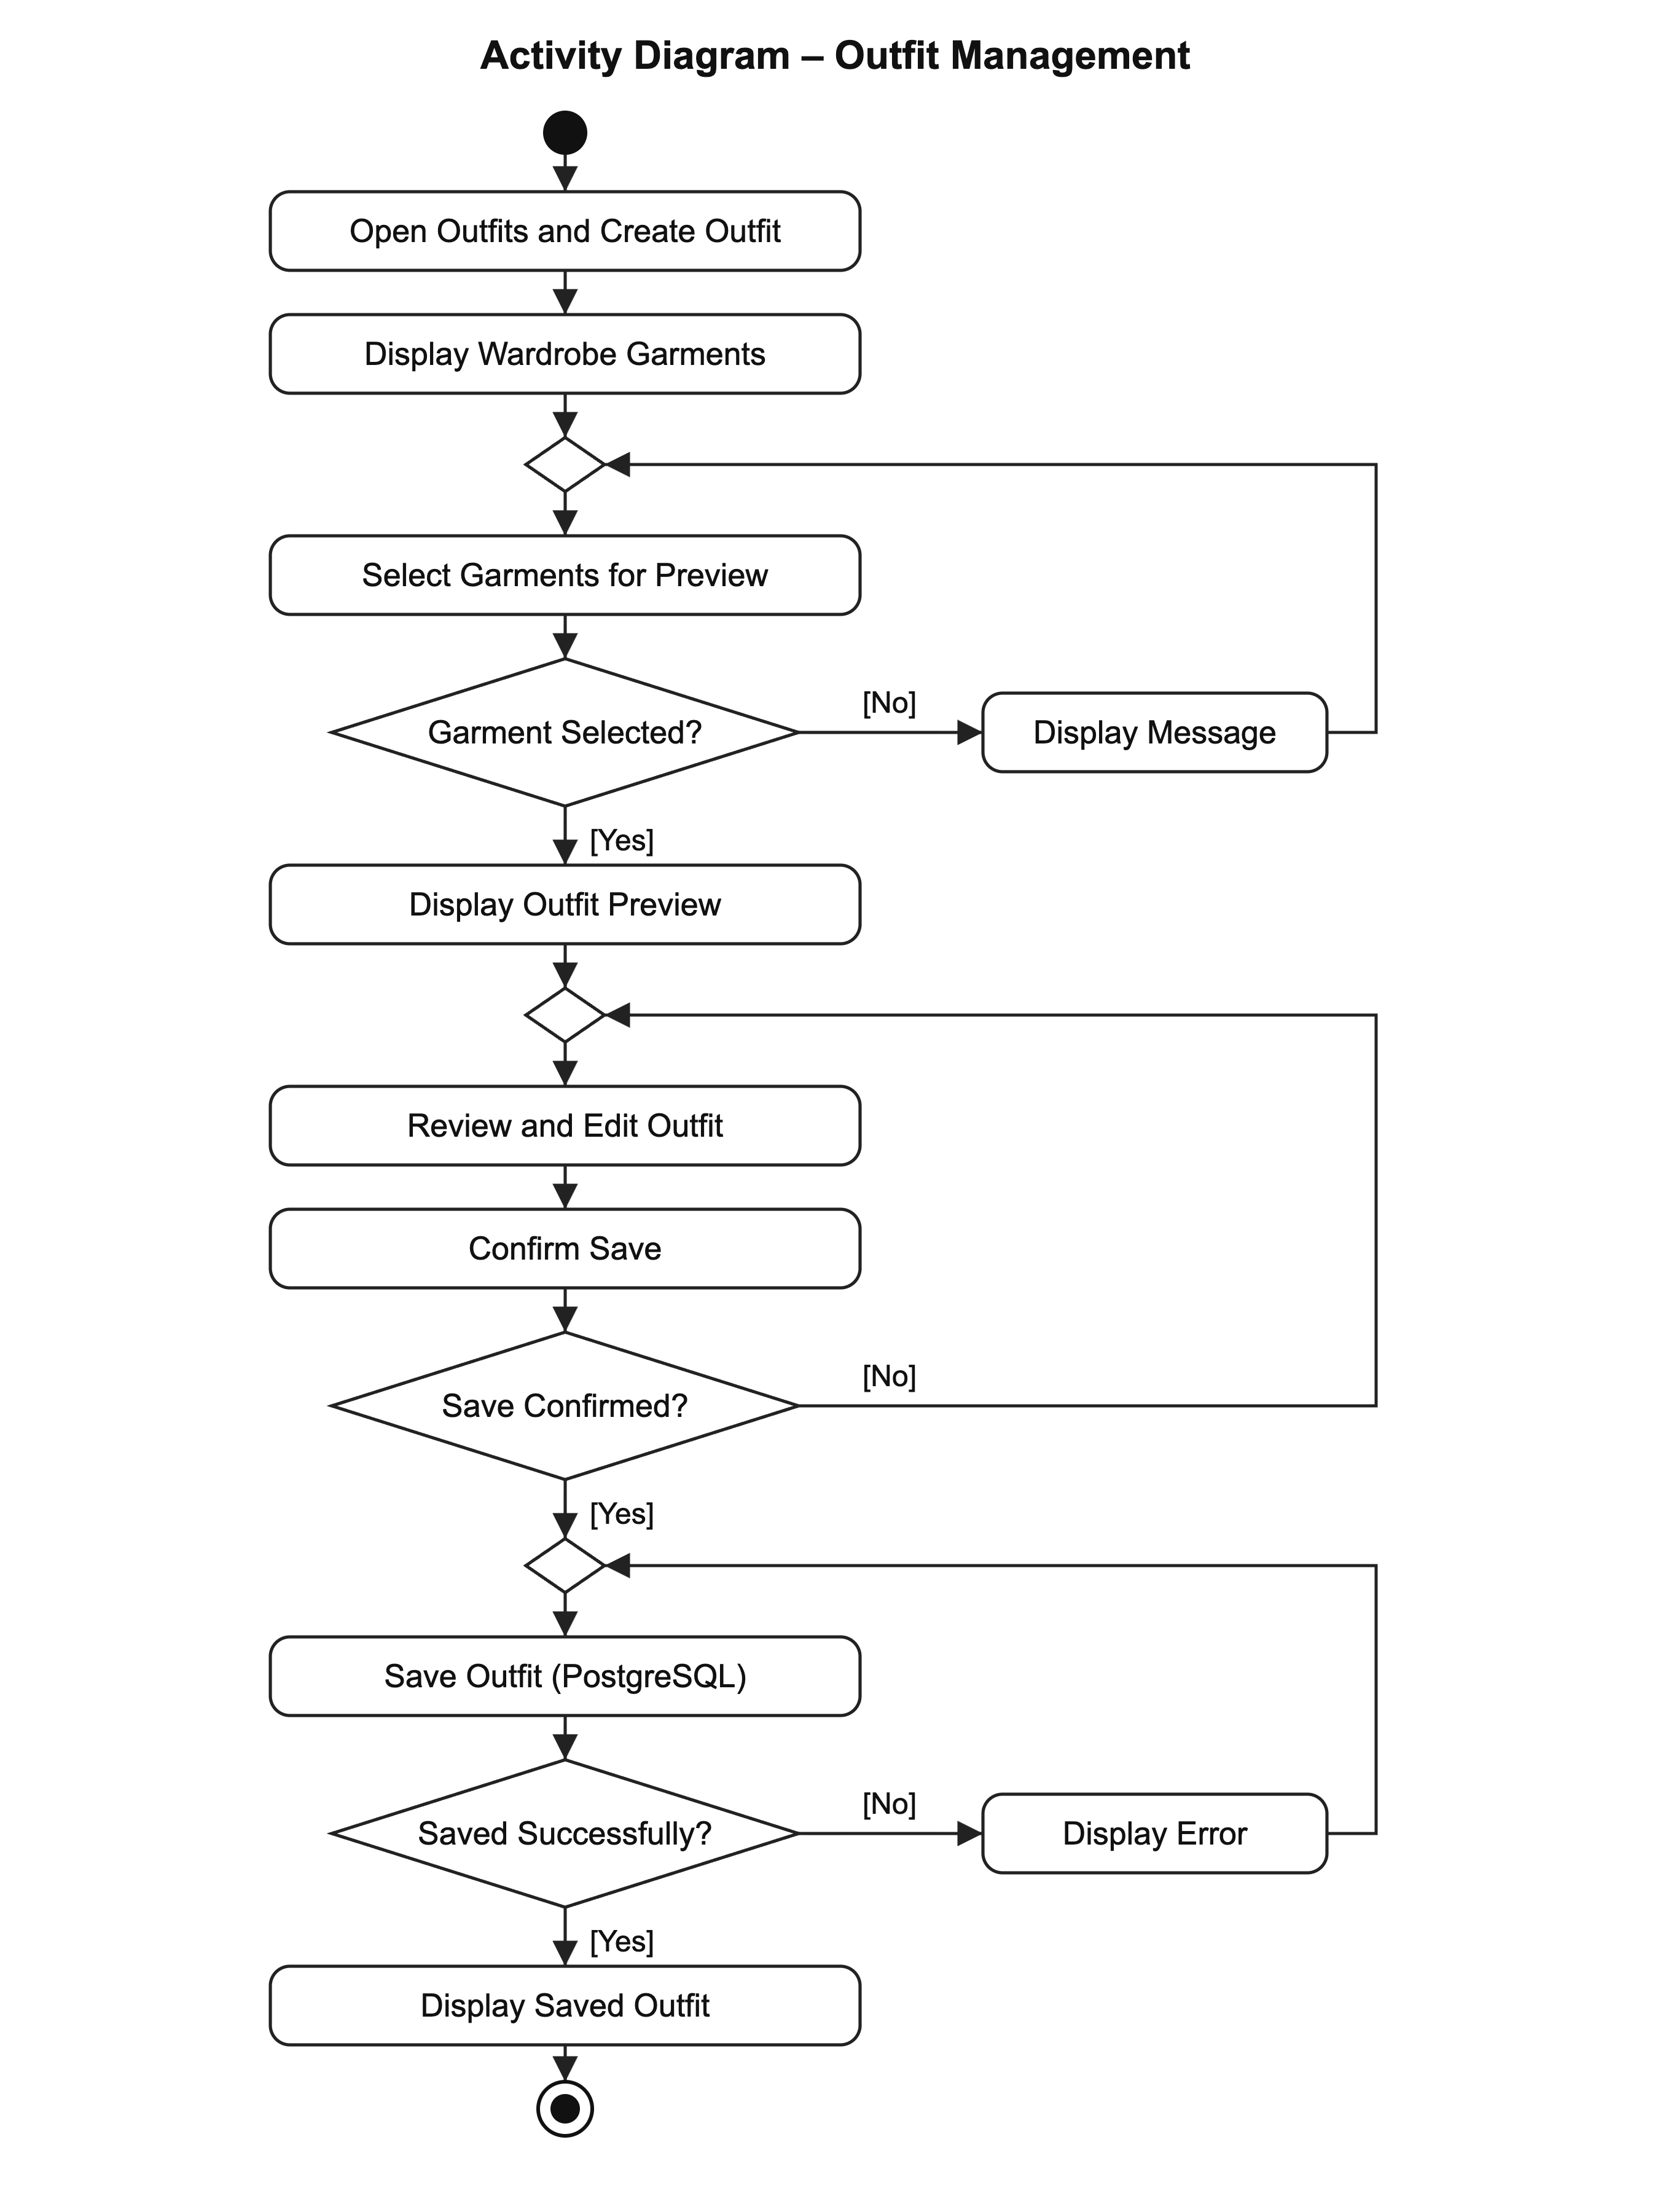 Activity Diagram – Outfit Management
Open Outfits and Create Outfit
Display Wardrobe Garments
Select Garments for Preview
Garment Selected?
[No]
Display Message
[Yes]
Display Outfit Preview
Review and Edit Outfit
Confirm Save
Save Confirmed?
[No]
[Yes]
Save Outfit (PostgreSQL)
Saved Successfully?
[No]
Display Error
[Yes]
Display Saved Outfit